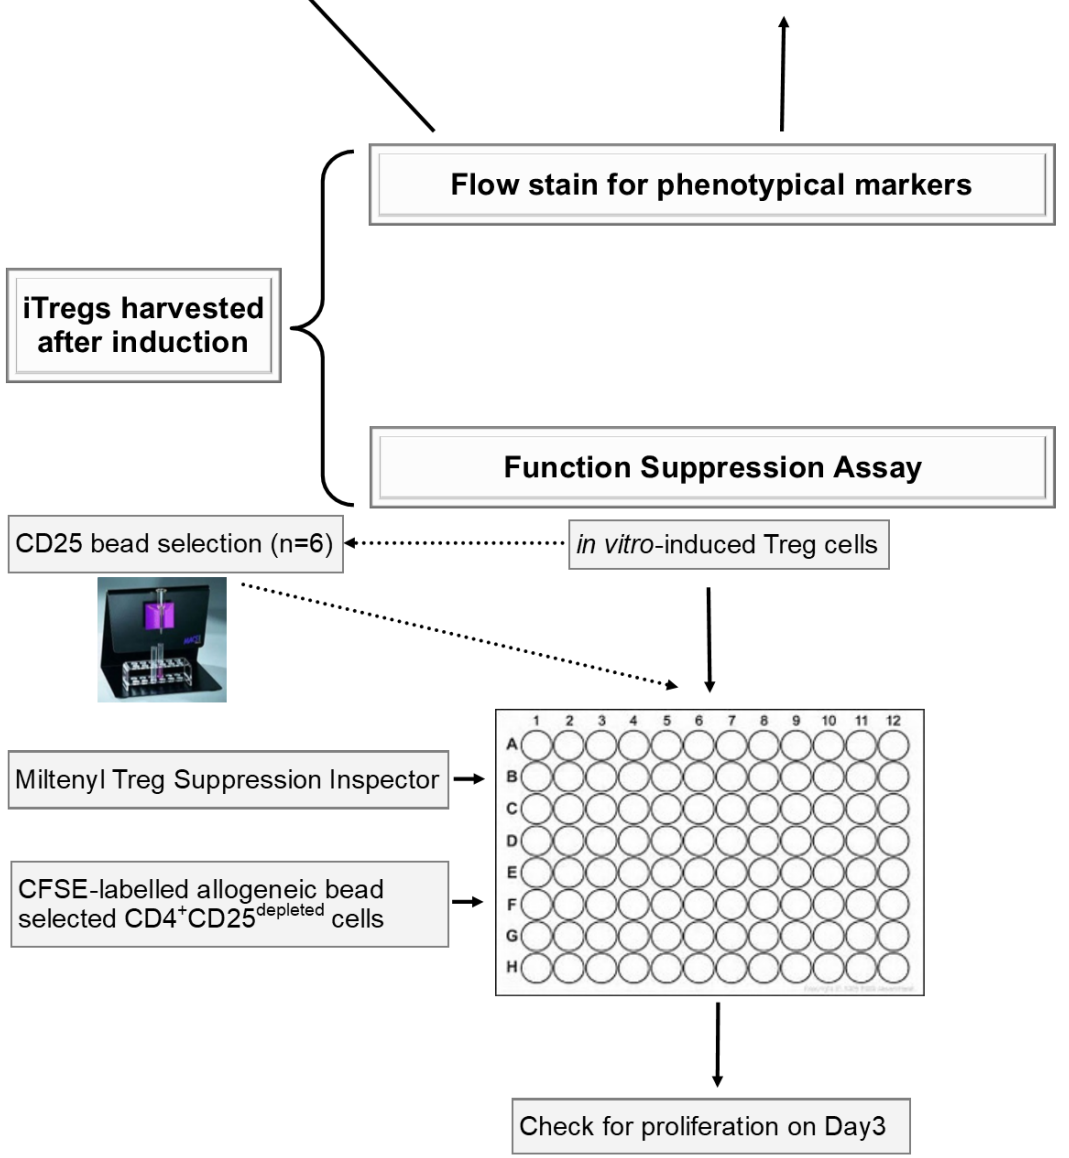 Flow stain for phenotypical markers
iTregs harvested
after induction
Function Suppression Assay
CD25 bead selection (n=6)
in vitro-induced Treg cells
Miltenyl Treg Suppression Inspector
CFSE-labelled allogeneic bead
selected CD4⁺CD25ᵈᵉᵖˡᵉᵗᵉᵈ cells
1 2 3 4 5 6 7 8 9 10 11 12
A
B
C
D
E
F
G
H
Check for proliferation on Day3